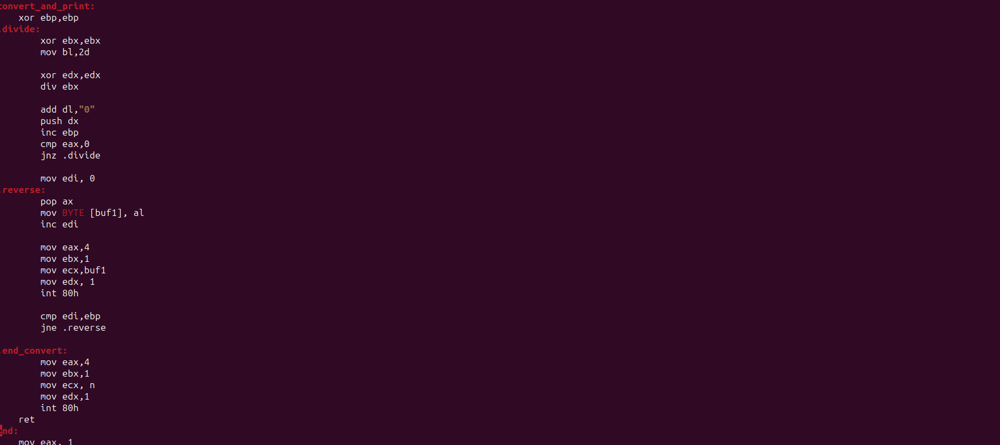 convert_and_print:
    xor ebp,ebp
.divide:
        xor ebx,ebx
        mov bl,2d

        xor edx,edx
        div ebx

        add dl,"0"
        push dx
        inc ebp
        cmp eax,0
        jnz .divide

        mov edi, 0
.reverse:
        pop ax
        mov BYTE [buf1], al
        inc edi

        mov eax,4
        mov ebx,1
        mov ecx,buf1
        mov edx, 1
        int 80h

        cmp edi,ebp
        jne .reverse

.end_convert:
        mov eax,4
        mov ebx,1
        mov ecx, n
        mov edx,1
        int 80h
    ret
end:
    mov eax, 1